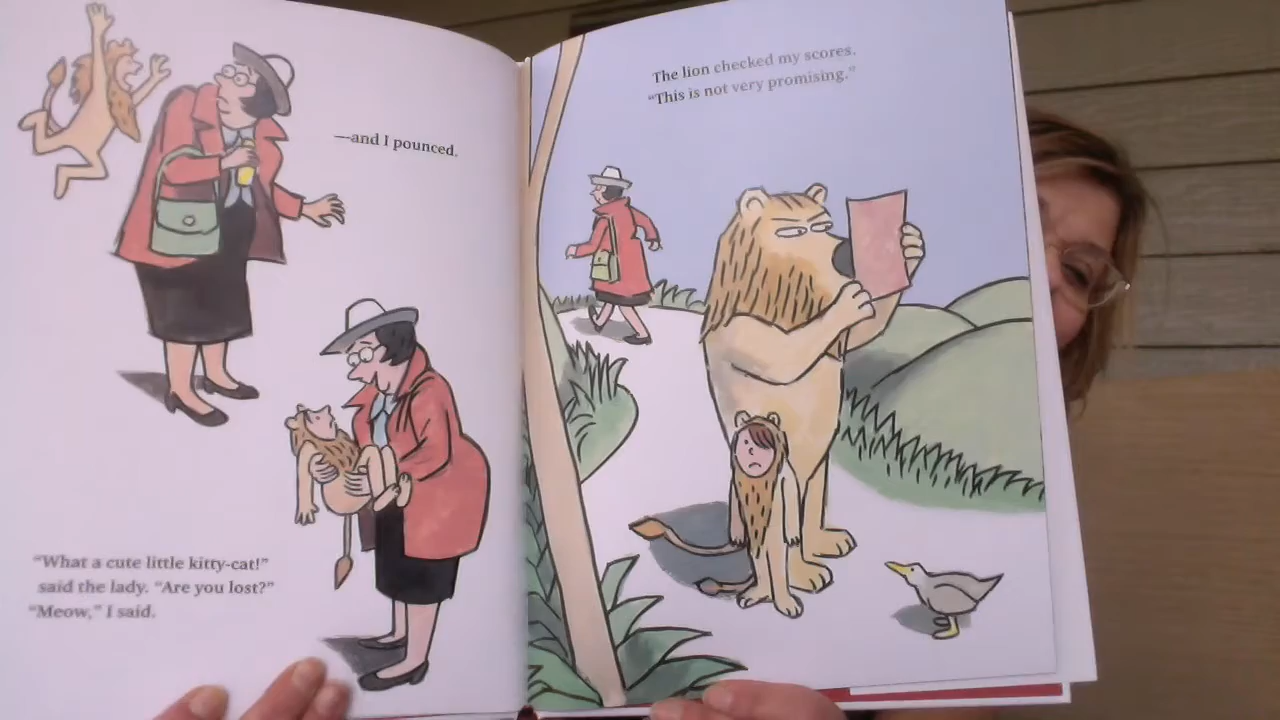 —and I pounced.
“What a cute little kitty-cat!”
said the lady. “Are you lost?”
“Meow,” I said.
The lion checked my scores.
“This is not very promising.”